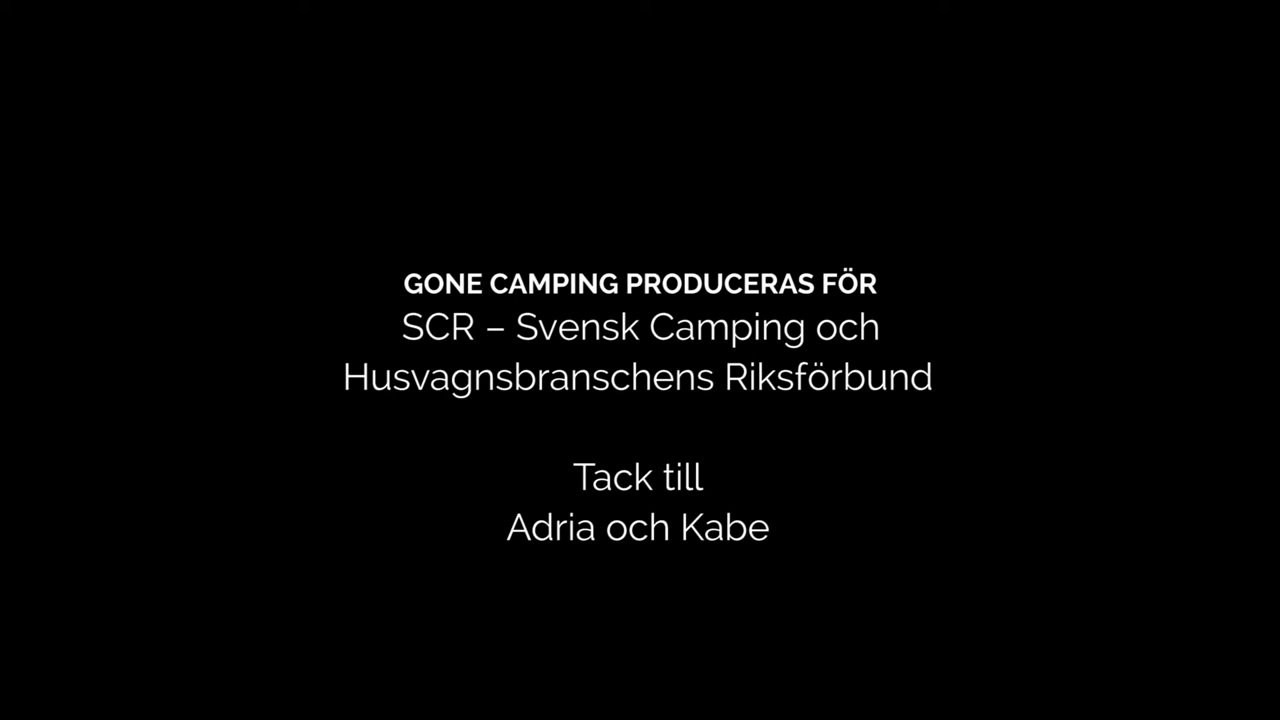 GONE CAMPING PRODUCERAS FÖR
SCR – Svensk Camping och
Husvagnsbranschens Riksförbund
Tack till
Adria och Kabe